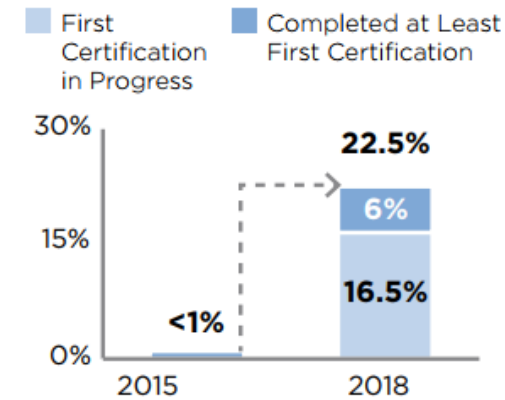 First
Certification
in Progress
Completed at Least
First Certification
30%
22.5%
6%
15%
16.5%
<1%
0%
2015
2018